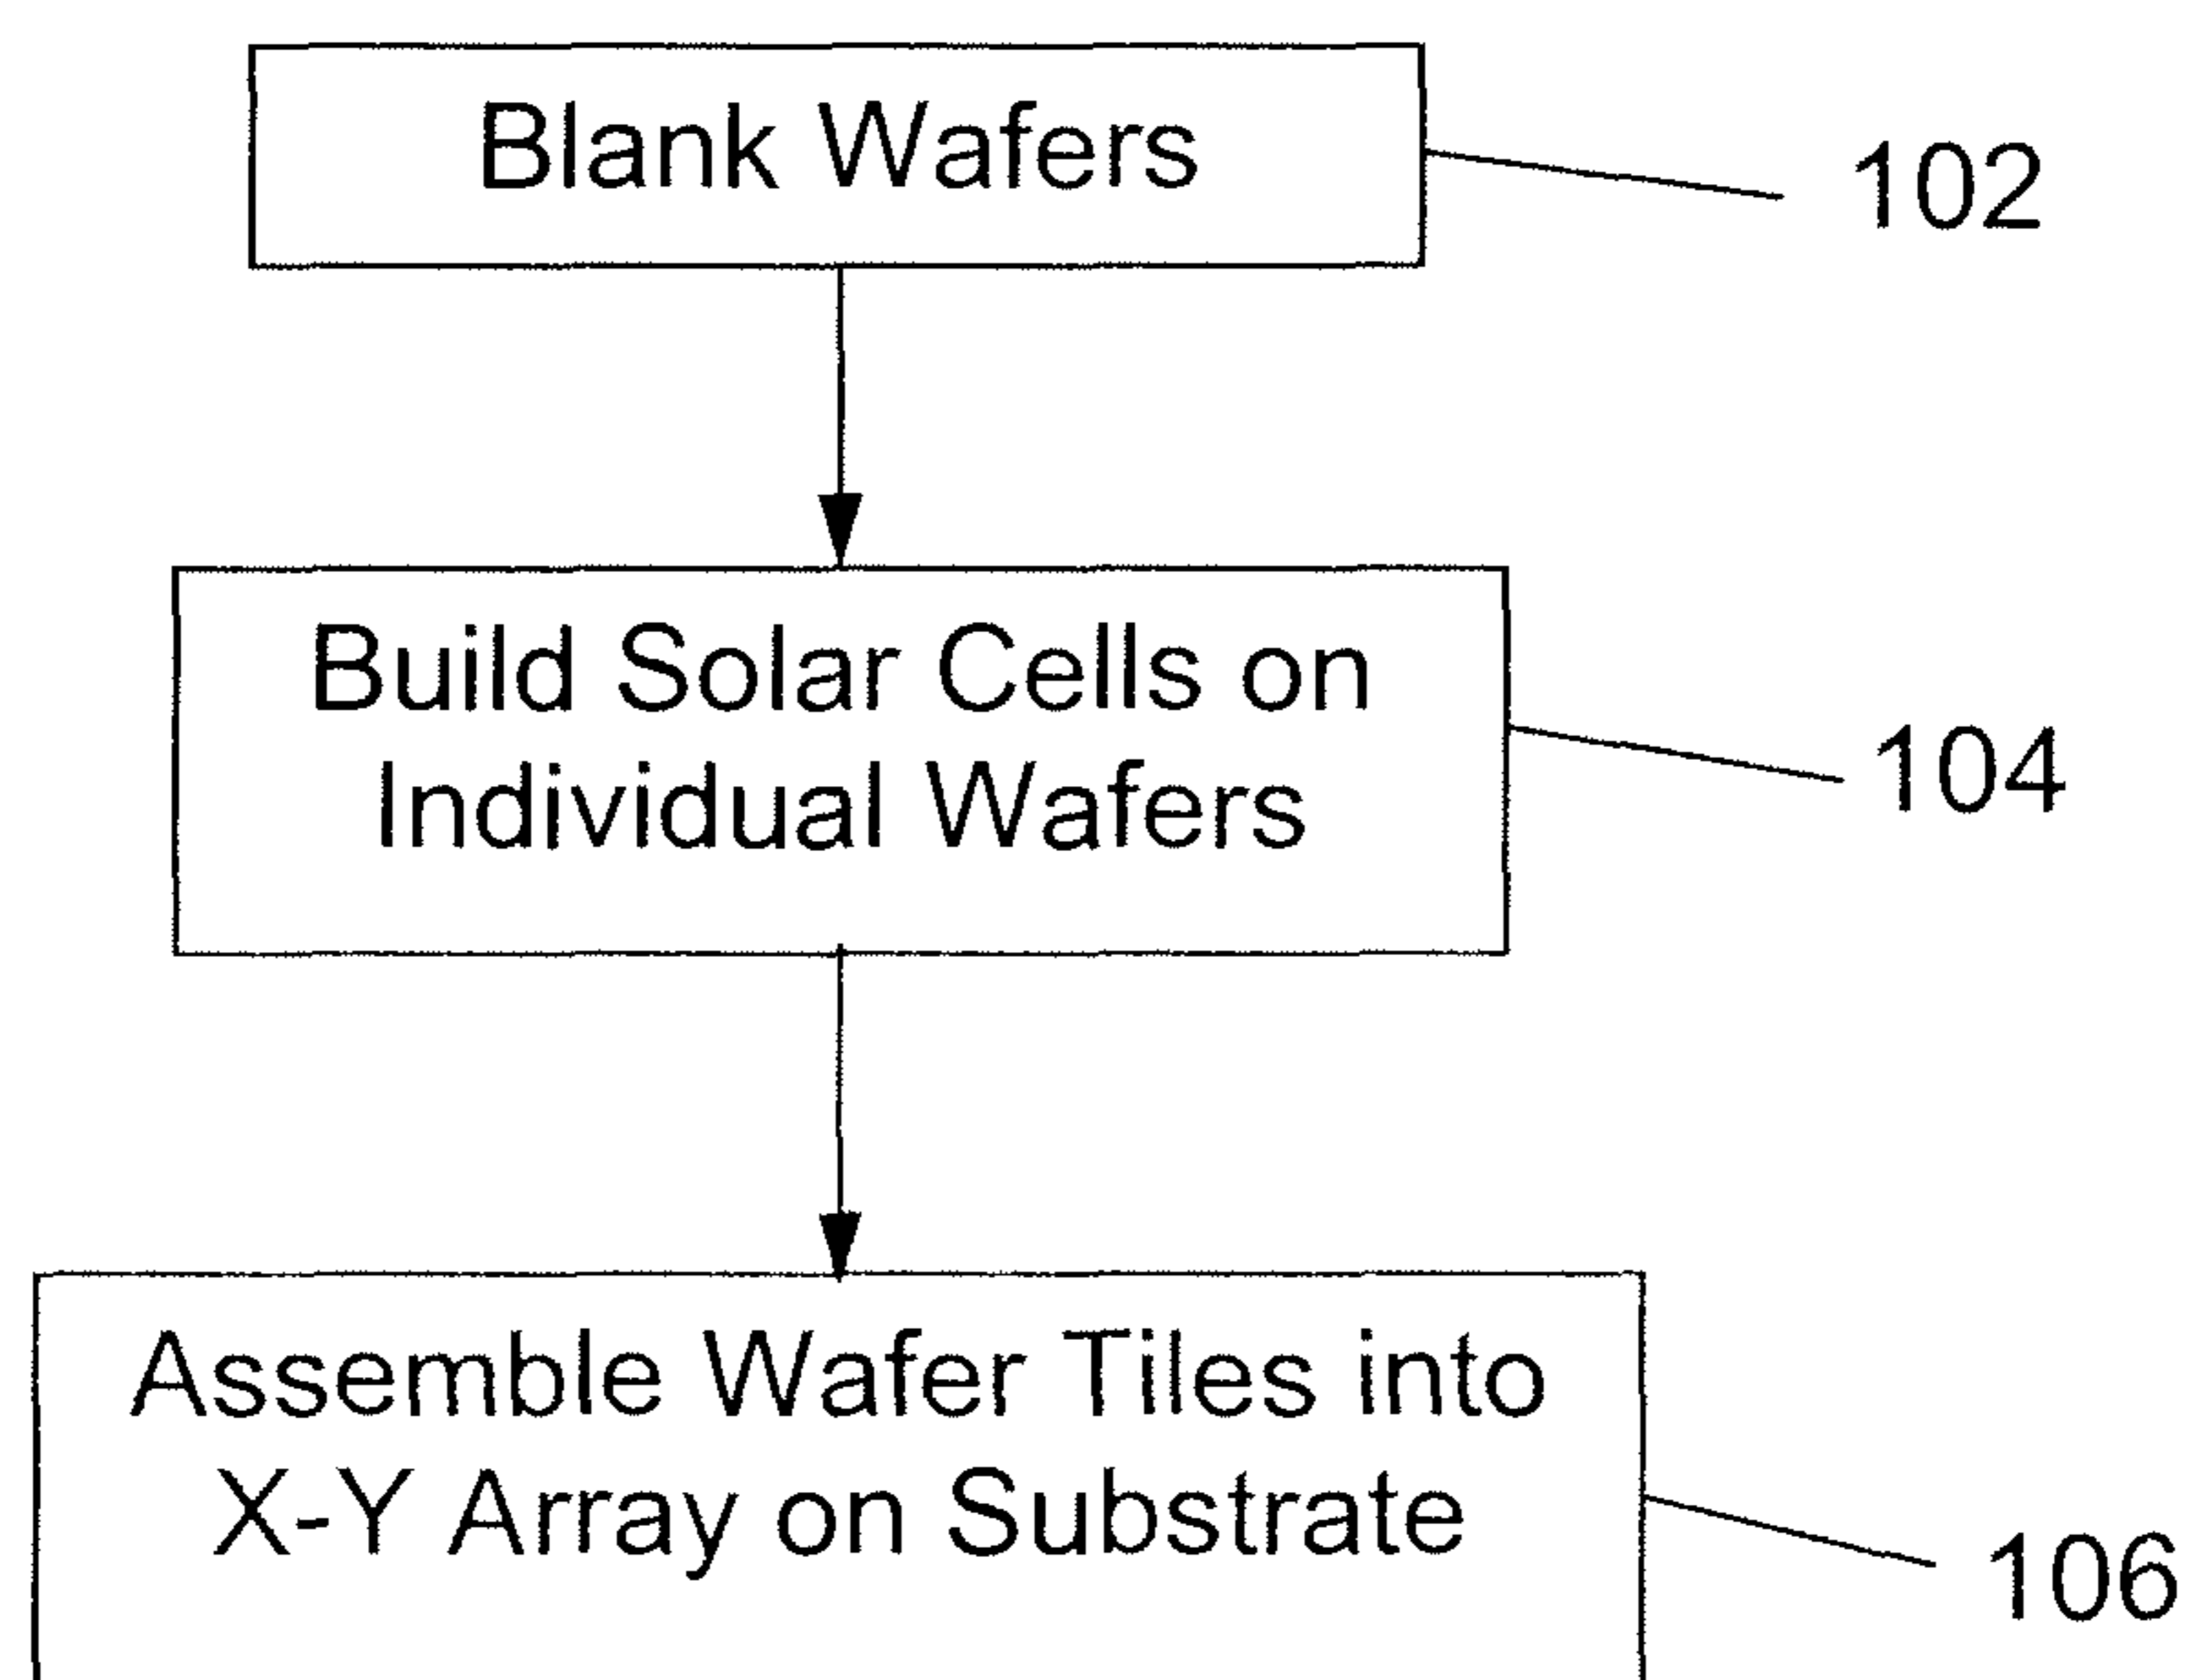 Blank Wafers
102
Build Solar Cells on
Individual Wafers
104
Assemble Wafer Tiles into
X-Y Array on Substrate
106